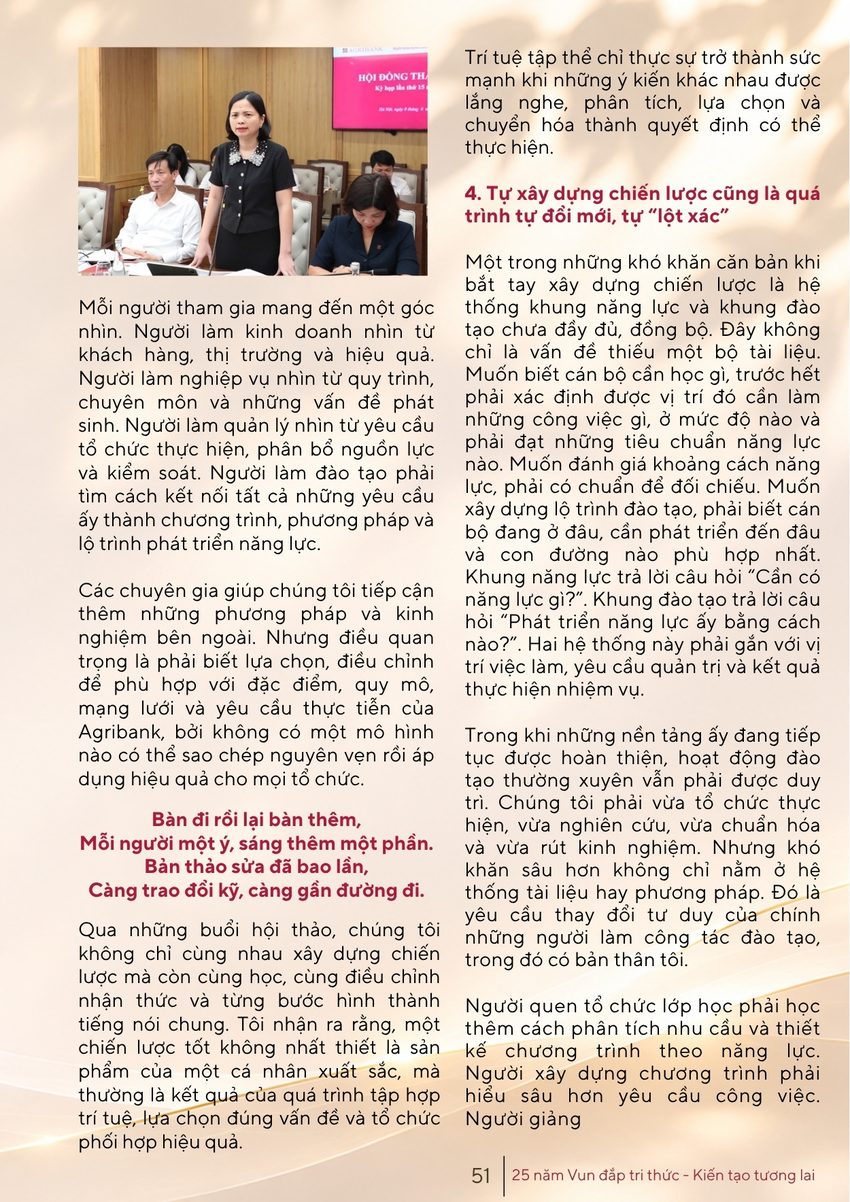 AGRIBANK
HỘI ĐỒNG THẨ
Kỳ họp lần thứ 15
Mỗi người tham gia mang đến một góc
nhìn. Người làm kinh doanh nhìn từ
khách hàng, thị trường và hiệu quả.
Người làm nghiệp vụ nhìn từ quy trình,
chuyên môn và những vấn đề phát
sinh. Người làm quản lý nhìn từ yêu cầu
tổ chức thực hiện, phân bổ nguồn lực
và kiểm soát. Người làm đào tạo phải
tìm cách kết nối tất cả những yêu cầu
ấy thành chương trình, phương pháp và
lộ trình phát triển năng lực.
Các chuyên gia giúp chúng tôi tiếp cận
thêm những phương pháp và kinh
nghiệm bên ngoài. Nhưng điều quan
trọng là phải biết lựa chọn, điều chỉnh
để phù hợp với đặc điểm, quy mô,
mạng lưới và yêu cầu thực tiễn của
Agribank, bởi không có một mô hình
nào có thể sao chép nguyên vẹn rồi áp
dụng hiệu quả cho mọi tổ chức.
Bàn đi rồi lại bàn thêm,
Mỗi người một ý, sáng thêm một phần.
Bản thảo sửa đã bao lần,
Càng trao đổi kỹ, càng gần đường đi.
Qua những buổi hội thảo, chúng tôi
không chỉ cùng nhau xây dựng chiến
lược mà còn cùng học, cùng điều chỉnh
nhận thức và từng bước hình thành
tiếng nói chung. Tôi nhận ra rằng, một
chiến lược tốt không nhất thiết là sản
phẩm của một cá nhân xuất sắc, mà
thường là kết quả của quá trình tập hợp
trí tuệ, lựa chọn đúng vấn đề và tổ chức
phối hợp hiệu quả.
Trí tuệ tập thể chỉ thực sự trở thành sức
mạnh khi những ý kiến khác nhau được
lắng nghe, phân tích, lựa chọn và
chuyển hóa thành quyết định có thể
thực hiện.
4. Tự xây dựng chiến lược cũng là quá
trình tự đổi mới, tự “lột xác”
Một trong những khó khăn căn bản khi
bắt tay xây dựng chiến lược là hệ
thống khung năng lực và khung đào
tạo chưa đầy đủ, đồng bộ. Đây không
chỉ là vấn đề thiếu một bộ tài liệu.
Muốn biết cán bộ cần học gì, trước hết
phải xác định được vị trí đó cần làm
những công việc gì, ở mức độ nào và
phải đạt những tiêu chuẩn năng lực
nào. Muốn đánh giá khoảng cách năng
lực, phải có chuẩn để đối chiếu. Muốn
xây dựng lộ trình đào tạo, phải biết cán
bộ đang ở đâu, cần phát triển đến đâu
và con đường nào phù hợp nhất.
Khung năng lực trả lời câu hỏi “Cần có
năng lực gì?”. Khung đào tạo trả lời câu
hỏi “Phát triển năng lực ấy bằng cách
nào?”. Hai hệ thống này phải gắn với vị
trí việc làm, yêu cầu quản trị và kết quả
thực hiện nhiệm vụ.
Trong khi những nền tảng ấy đang tiếp
tục được hoàn thiện, hoạt động đào
tạo thường xuyên vẫn phải được duy
trì. Chúng tôi phải vừa tổ chức thực
hiện, vừa nghiên cứu, vừa chuẩn hóa
và vừa rút kinh nghiệm. Nhưng khó
khăn sâu hơn không chỉ nằm ở hệ
thống tài liệu hay phương pháp. Đó là
yêu cầu thay đổi tư duy của chính
những người làm công tác đào tạo,
trong đó có bản thân tôi.
Người quen tổ chức lớp học phải học
thêm cách phân tích nhu cầu và thiết
kế chương trình theo năng lực.
Người xây dựng chương trình phải
hiểu sâu hơn yêu cầu công việc.
Người giảng
51 25 năm Vun đắp tri thức - Kiến tạo tương lai